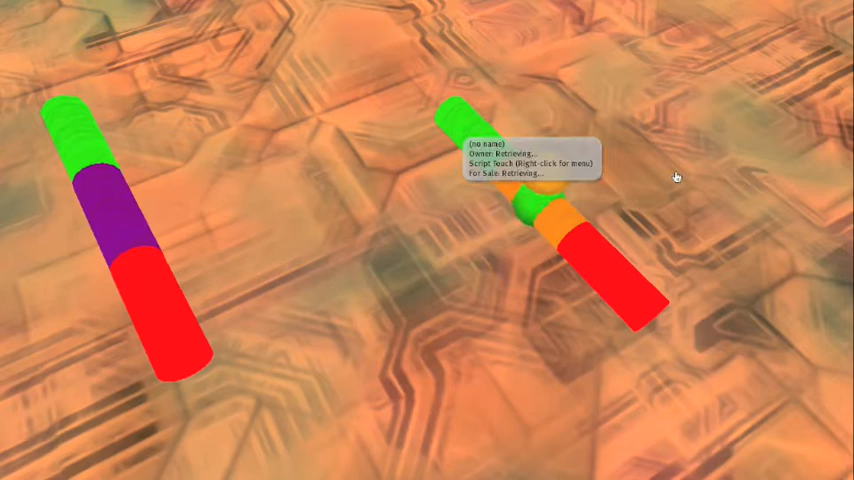 (no name)
Owner: Retrieving...
Script Touch (Right-click for menu)
For Sale: Retrieving...